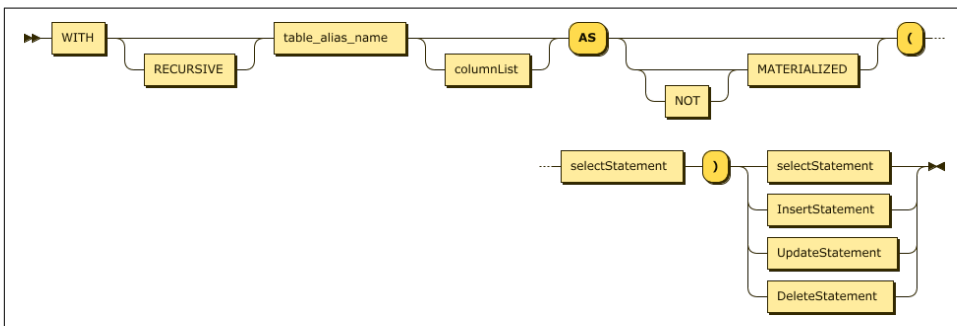 WITH table_alias_name AS (
RECURSIVE columnList MATERIALIZED
NOT
selectStatement ) selectStatement
InsertStatement
UpdateStatement
DeleteStatement